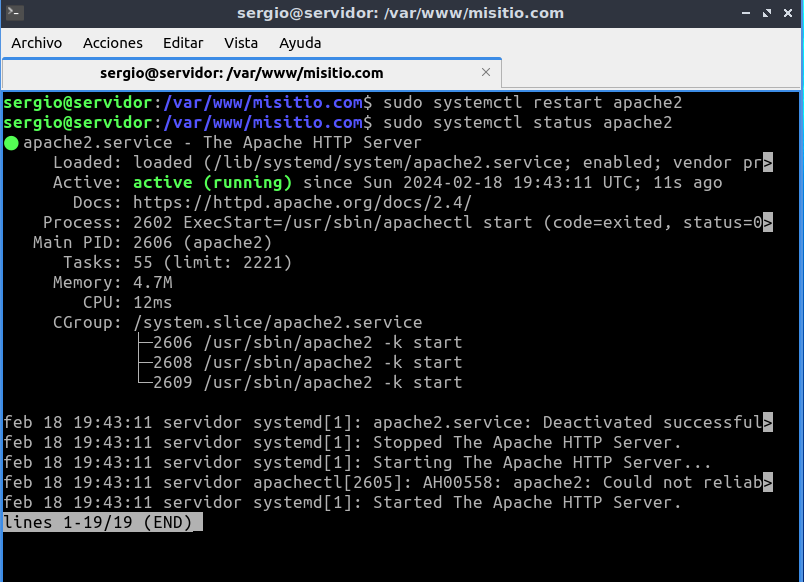 sergio@servidor: /var/www/misitio.com
Archivo Acciones Editar Vista Ayuda
sergio@servidor: /var/www/misitio.com
sergio@servidor:/var/www/misitio.com$ sudo systemctl restart apache2
sergio@servidor:/var/www/misitio.com$ sudo systemctl status apache2
● apache2.service - The Apache HTTP Server
Loaded: loaded (/lib/systemd/system/apache2.service; enabled; vendor pr>
Active: active (running) since Sun 2024-02-18 19:43:11 UTC; 11s ago
Docs: https://httpd.apache.org/docs/2.4/
Process: 2602 ExecStart=/usr/sbin/apachectl start (code=exited, status=0>
Main PID: 2606 (apache2)
Tasks: 55 (limit: 2221)
Memory: 4.7M
CPU: 12ms
CGroup: /system.slice/apache2.service
├─2606 /usr/sbin/apache2 -k start
├─2608 /usr/sbin/apache2 -k start
└─2609 /usr/sbin/apache2 -k start
feb 18 19:43:11 servidor systemd[1]: apache2.service: Deactivated successful>
feb 18 19:43:11 servidor systemd[1]: Stopped The Apache HTTP Server.
feb 18 19:43:11 servidor systemd[1]: Starting The Apache HTTP Server...
feb 18 19:43:11 servidor apachectl[2605]: AH00558: apache2: Could not reliab>
feb 18 19:43:11 servidor systemd[1]: Started The Apache HTTP Server.
lines 1-19/19 (END)